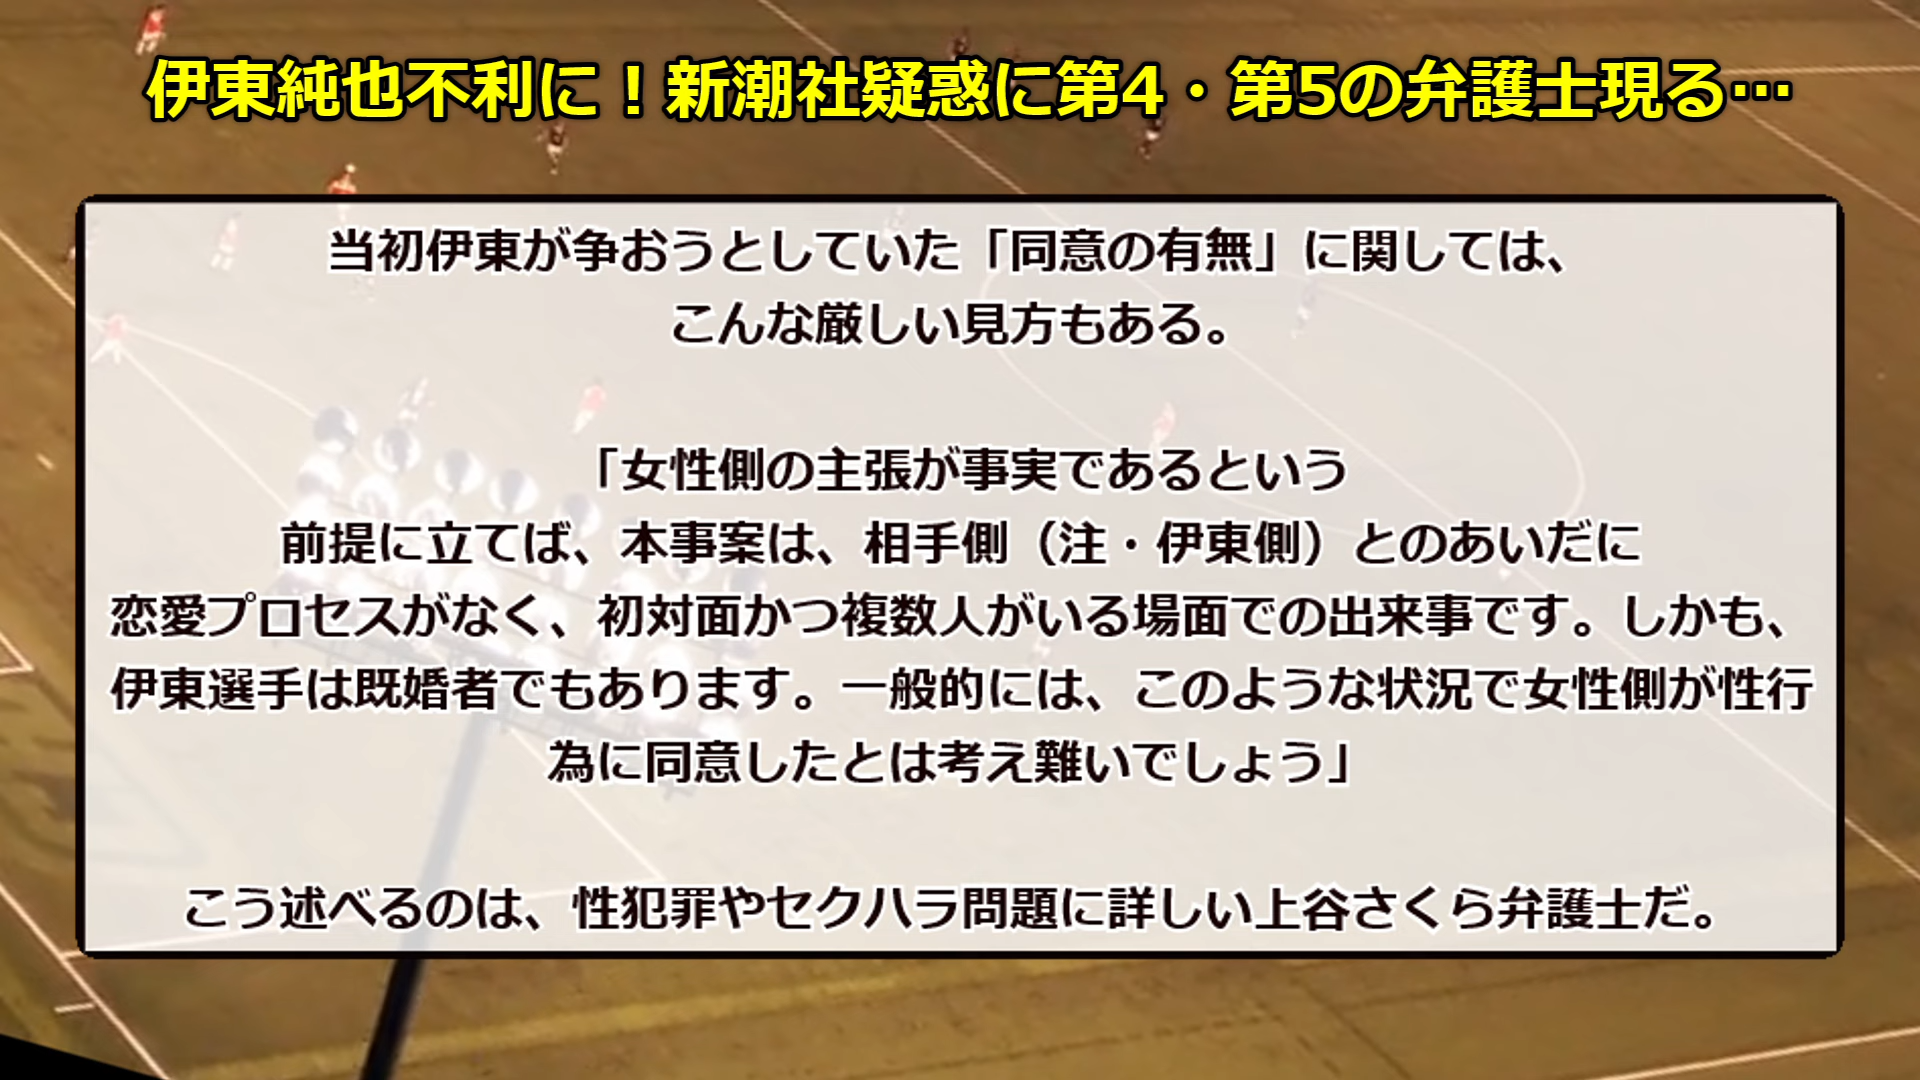 伊東純也不利に！新潮社疑惑に第4・第5の弁護士現る…
当初伊東が争おうとしていた「同意の有無」に関しては、
こんな厳しい見方もある。
「女性側の主張が事実であるという
前提に立てば、本事案は、相手側（注・伊東側）とのあいだに
恋愛プロセスがなく、初対面かつ複数人がいる場面での出来事です。しかも、
伊東選手は既婚者でもあります。一般的には、このような状況で女性側が性行
為に同意したとは考え難いでしょう」
こう述べるのは、性犯罪やセクハラ問題に詳しい上谷さくら弁護士だ。